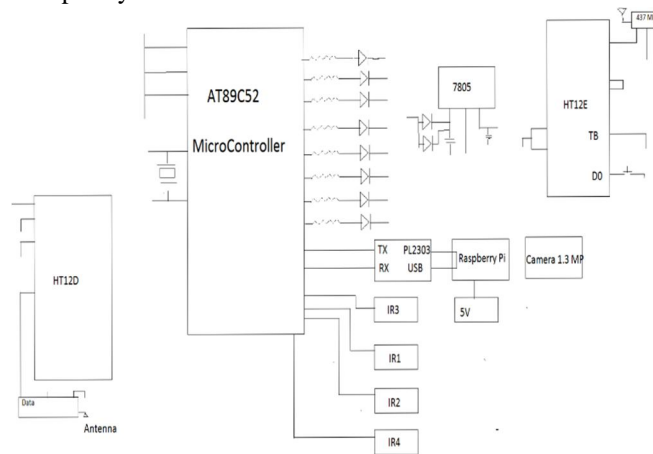 AT89C52
MicroController
7805
437 M
HT12E
TB
D0
HT12D
Data
Antenna
TX PL2303
RX USB
Raspberry Pi
Camera 1.3 MP
5V
IR3
IR1
IR2
IR4